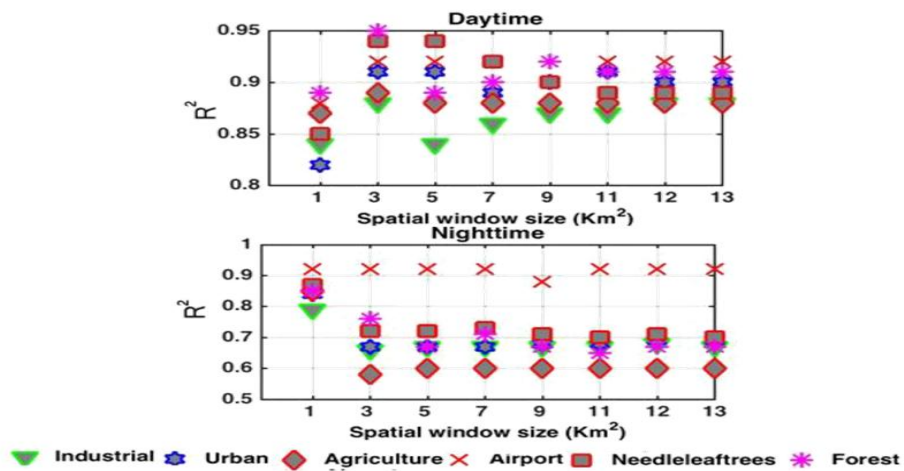 Daytime
0.95
0.9
0.85
0.8
R²
1 3 5 7 9 11 12 13
Spatial window size (Km²)
Nighttime
1
0.9
0.8
0.7
0.6
0.5
R²
1 3 5 7 9 11 12 13
Spatial window size (Km²)
Industrial Urban Agriculture Airport Needleleaftrees Forest